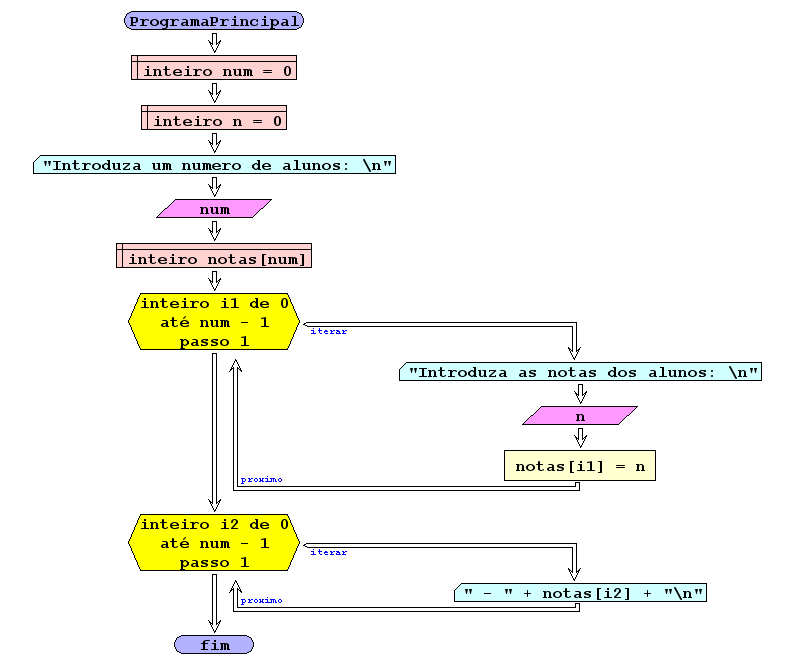 ProgramaPrincipal
inteiro num = 0
inteiro n = 0
"Introduza um numero de alunos: \n"
num
inteiro notas[num]
inteiro i1 de 0
até num - 1
passo 1
iterar
"Introduza as notas dos alunos: \n"
n
notas[i1] = n
proximo
inteiro i2 de 0
até num - 1
passo 1
iterar
" - " + notas[i2] + "\n"
proximo
fim